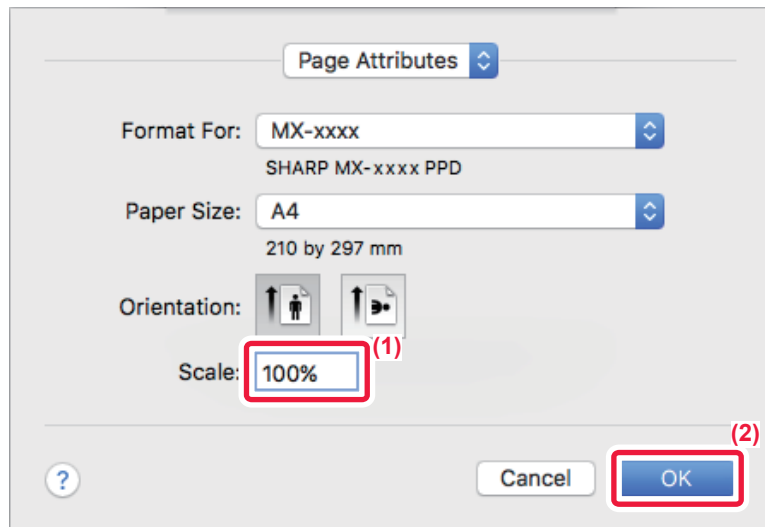 Page Attributes
Format For: MX-xxxx
SHARP MX-xxxx PPD
Paper Size: A4
210 by 297 mm
Orientation:
(1)
Scale: 100%
(2)
? Cancel OK